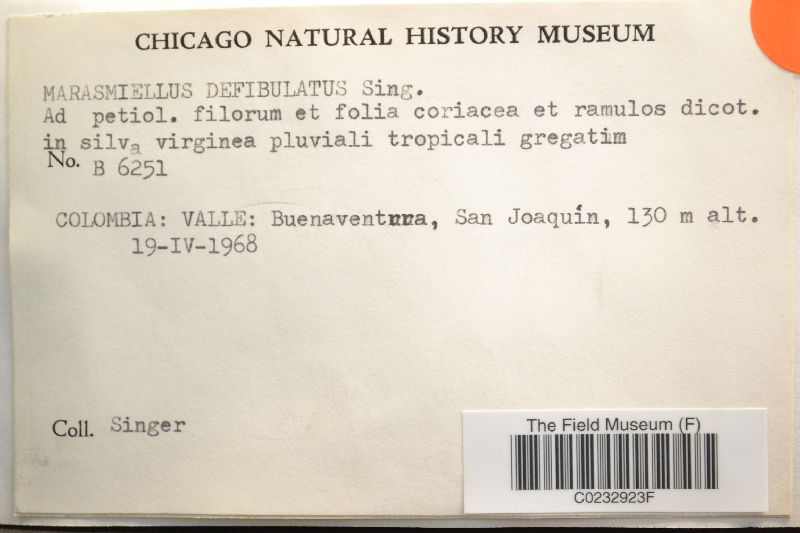 CHICAGO NATURAL HISTORY MUSEUM
MARASMIELLUS DEFIBULATUS Sing.
Ad petiol. filorum et folia coriacea et ramulos dicot.
in silva virginea pluviali tropicali gregatim
No. B 6251
COLOMBIA: VALLE: Buenaventura, San Joaquín, 130 m alt.
19-IV-1968
Coll. Singer
The Field Museum (F)
C0232923F